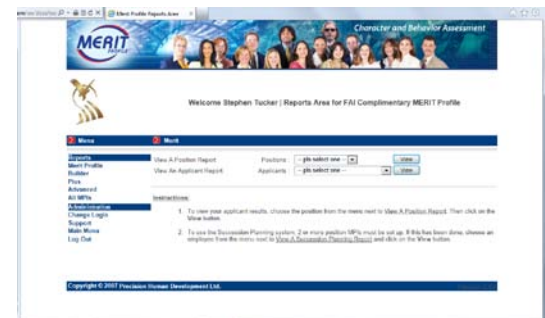 Merit Profile Reports Area
MERIT
PROFILE
Character and Behavior Assessment
Welcome Stephen Tucker | Reports Area for FAI Complimentary MERIT Profile
Menu
Merit
Reports
Merit Profile
Builder
Plus
Advanced
All MPIs
Administration
Change Login
Support
Main Menu
Log Out
View A Position Report Positions : -- pls select one -- View
View An Applicant Report Applicants : -- pls select one -- View
Instructions:
1. To view your applicant results, choose the position from the menu next to View A Position Report. Then click on the
View button.
2. To use the Succession Planning system, 2 or more position MPIs must be set up. If this has been done, choose an
employee from the menu next to View A Succession Planning Report and click on the View button.
Copyright © 2007 Precision Human Development Ltd.